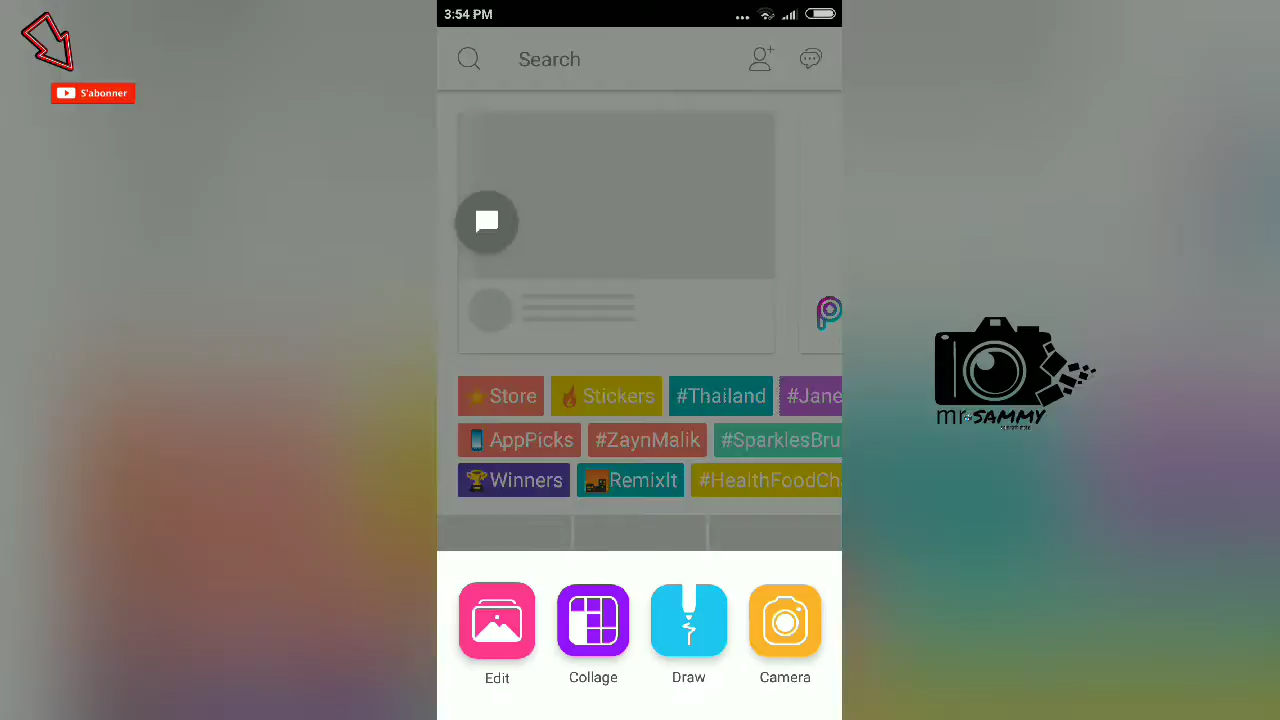 3:54 PM
S'abonner
Search
Store
Stickers
#Thailand
#Jane
AppPicks
#ZaynMalik
#SparklesBru
Winners
RemixIt
#HealthFoodCh
mr SAMMY
Edit
Collage
Draw
Camera